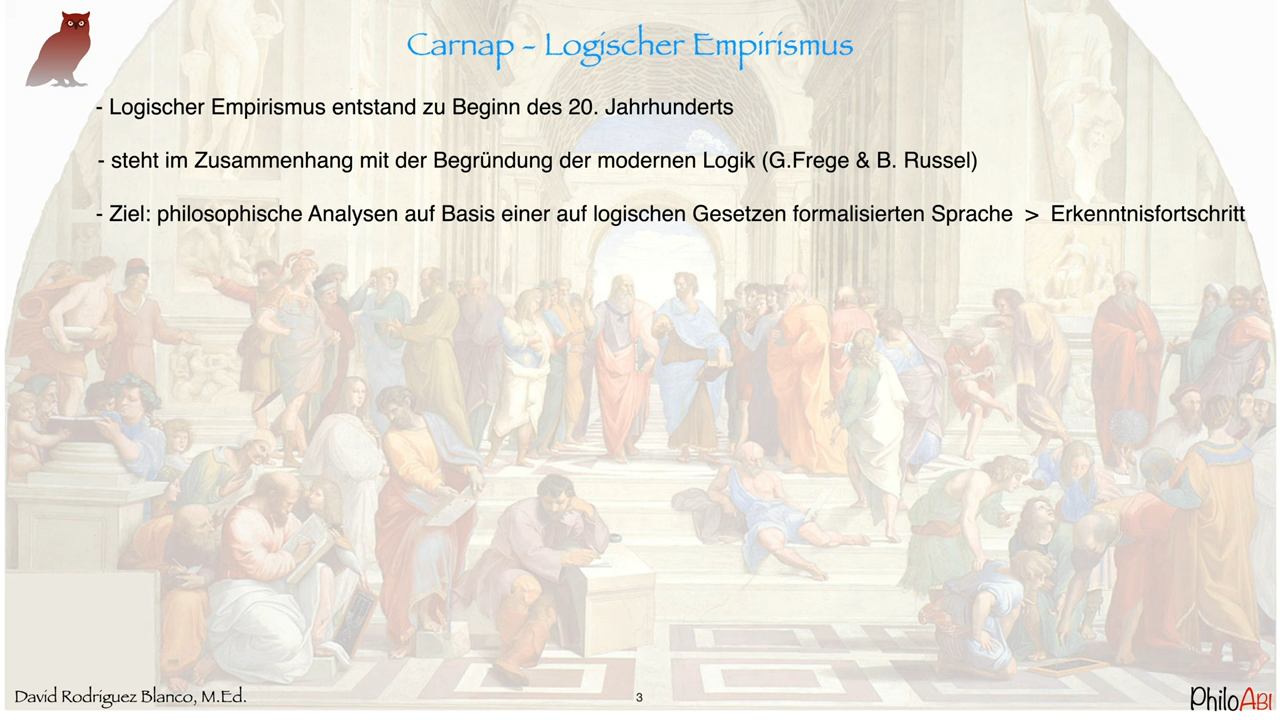 Carnap - Logischer Empirismus
- Logischer Empirismus entstand zu Beginn des 20. Jahrhunderts
- steht im Zusammenhang mit der Begründung der modernen Logik (G.Frege & B. Russel)
- Ziel: philosophische Analysen auf Basis einer auf logischen Gesetzen formalisierten Sprache > Erkenntnisfortschritt
David Rodríguez Blanco, M.Ed.
3
PhiloABI